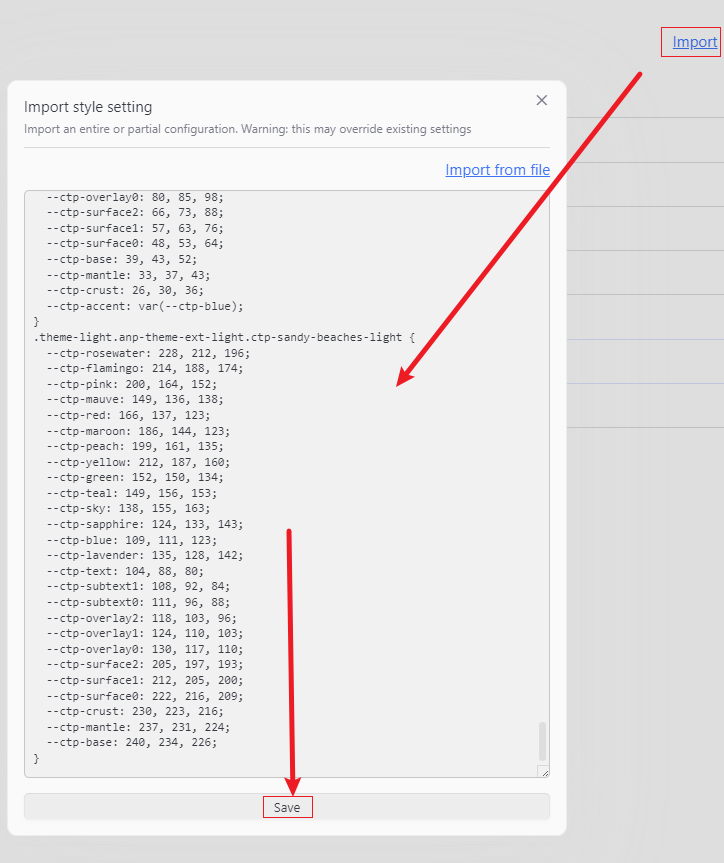 Import
Import style setting
Import an entire or partial configuration. Warning: this may override existing settings
Import from file
--ctp-overlay0: 80, 85, 98;
--ctp-surface2: 66, 73, 88;
--ctp-surface1: 57, 63, 76;
--ctp-surface0: 48, 53, 64;
--ctp-base: 39, 43, 52;
--ctp-mantle: 33, 37, 43;
--ctp-crust: 26, 30, 36;
--ctp-accent: var(--ctp-blue);
}
.theme-light.anp-theme-ext-light.ctp-sandy-beaches-light {
--ctp-rosewater: 228, 212, 196;
--ctp-flamingo: 214, 188, 174;
--ctp-pink: 200, 164, 152;
--ctp-mauve: 149, 136, 138;
--ctp-red: 166, 137, 123;
--ctp-maroon: 186, 144, 123;
--ctp-peach: 199, 161, 135;
--ctp-yellow: 212, 187, 160;
--ctp-green: 152, 150, 134;
--ctp-teal: 149, 156, 153;
--ctp-sky: 138, 155, 163;
--ctp-sapphire: 124, 133, 143;
--ctp-blue: 109, 111, 123;
--ctp-lavender: 135, 128, 142;
--ctp-text: 104, 88, 80;
--ctp-subtext1: 108, 92, 84;
--ctp-subtext0: 111, 96, 88;
--ctp-overlay2: 118, 103, 96;
--ctp-overlay1: 124, 110, 103;
--ctp-overlay0: 130, 117, 110;
--ctp-surface2: 205, 197, 193;
--ctp-surface1: 212, 205, 200;
--ctp-surface0: 222, 216, 209;
--ctp-crust: 230, 223, 216;
--ctp-mantle: 237, 231, 224;
--ctp-base: 240, 234, 226;
}
Save